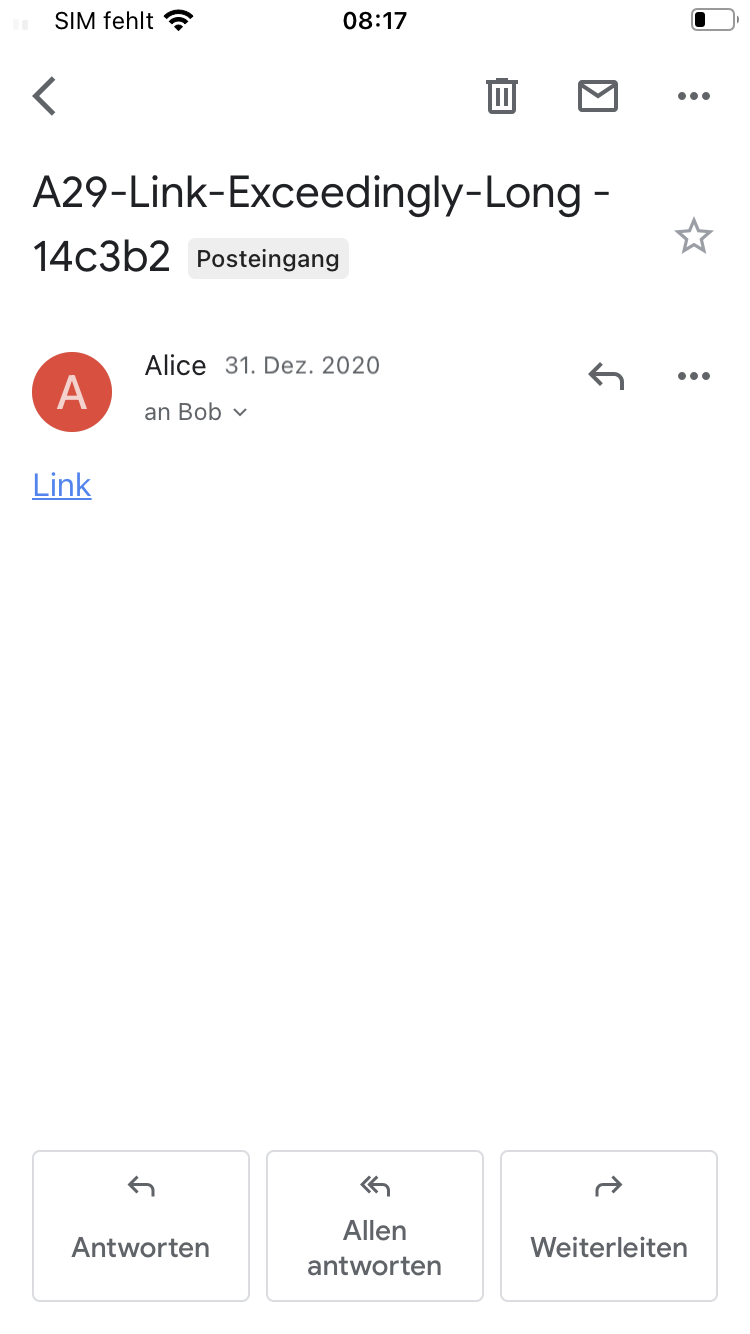 SIM fehlt 08:17
A29-Link-Exceedingly-Long -
14c3b2 Posteingang
A
Alice 31. Dez. 2020
an Bob
Link
Antworten
Allen
antworten
Weiterleiten